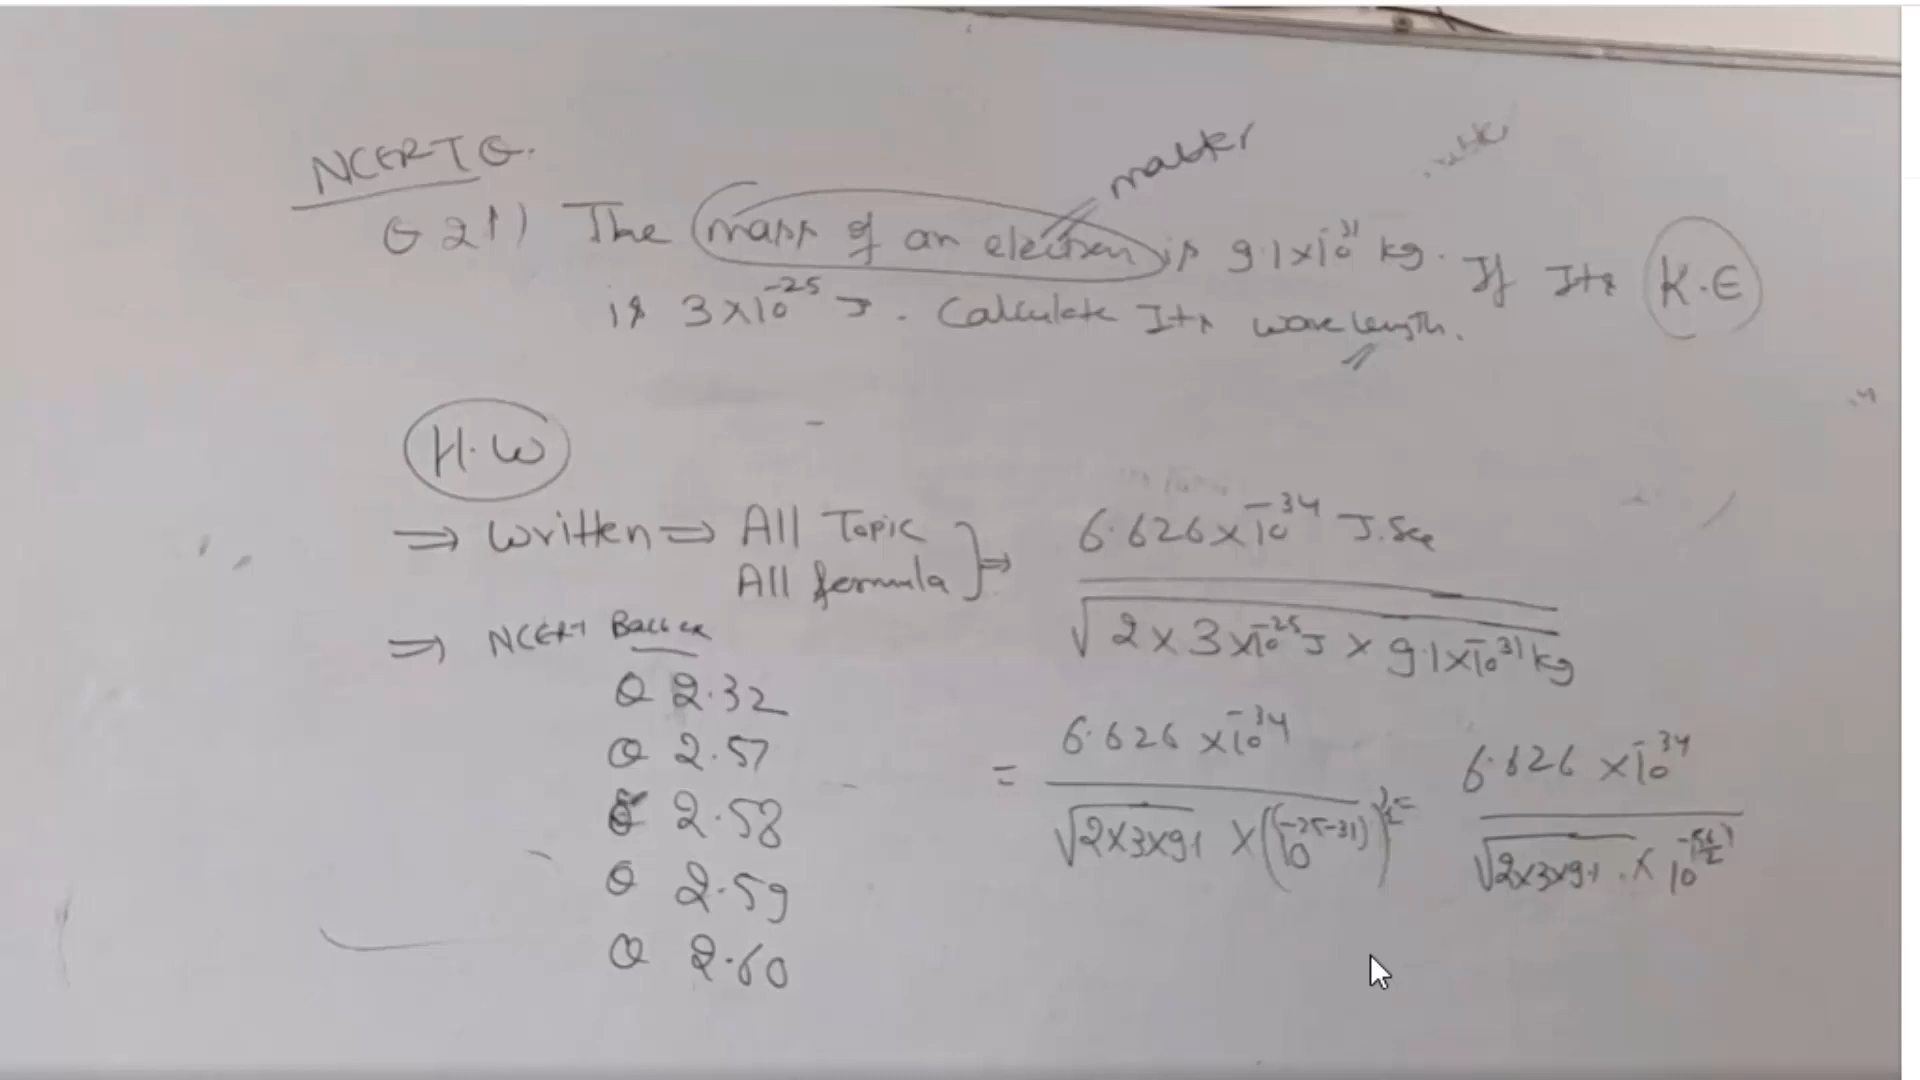 NCERT Q.
matter
Q 21) The mass of an electron is 9.1×10^-31 kg. If Its K.E
is 3×10^-25 J. Calculate Its wave length.
H.W
⇒ Written ⇒ All Topic
All formula
⇒ NCERT
Q 2.32
Q 2.57
Q 2.58
Q 2.59
Q 2.60
⇒ 6.626×10^-34 J.Sec
√2×3×10^-25 J × 9.1×10^-31 kg
= 6.626×10^-34
√2×3×9.1 × (10^(-25-31))^1/2 =
6.626×10^-34
√2×3×9.1 × 10^-(56/2)